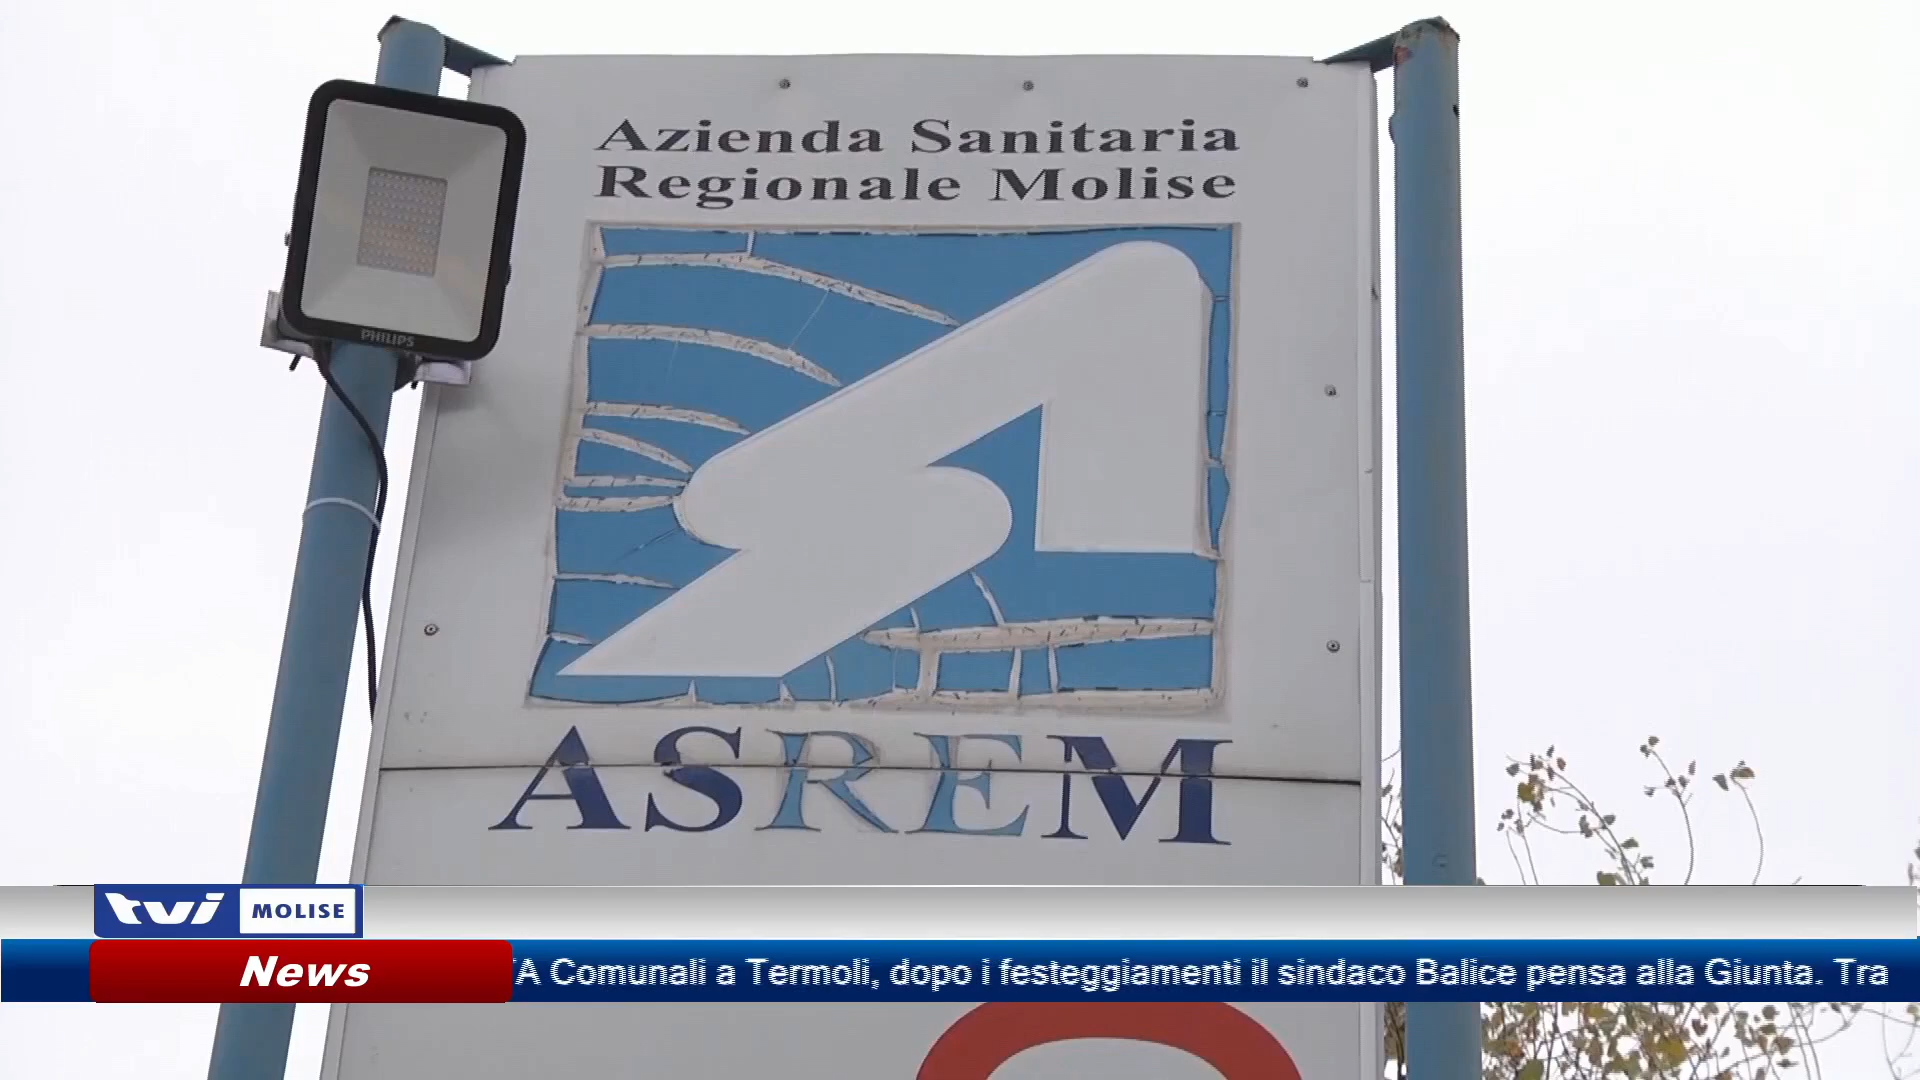 Azienda Sanitaria
Regionale Molise
PHILIPS
ASREM
tvi MOLISE
News
A Comunali a Termoli, dopo i festeggiamenti il sindaco Balice pensa alla Giunta. Tra